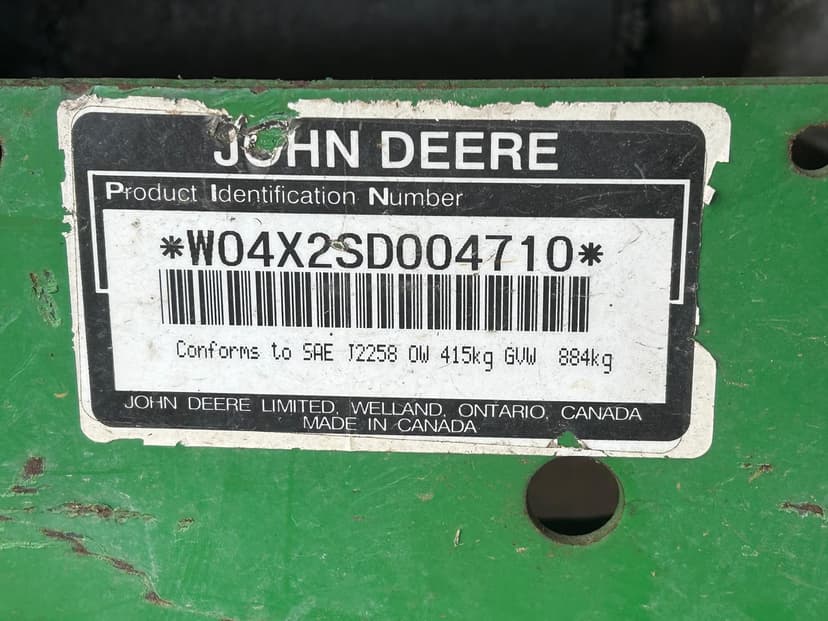 JOHN DEERE
Product Identification Number
*W04X2SD004710*
Conforms to SAE J2258 OW 415kg GVW 884kg
JOHN DEERE LIMITED, WELLAND, ONTARIO, CANADA
MADE IN CANADA